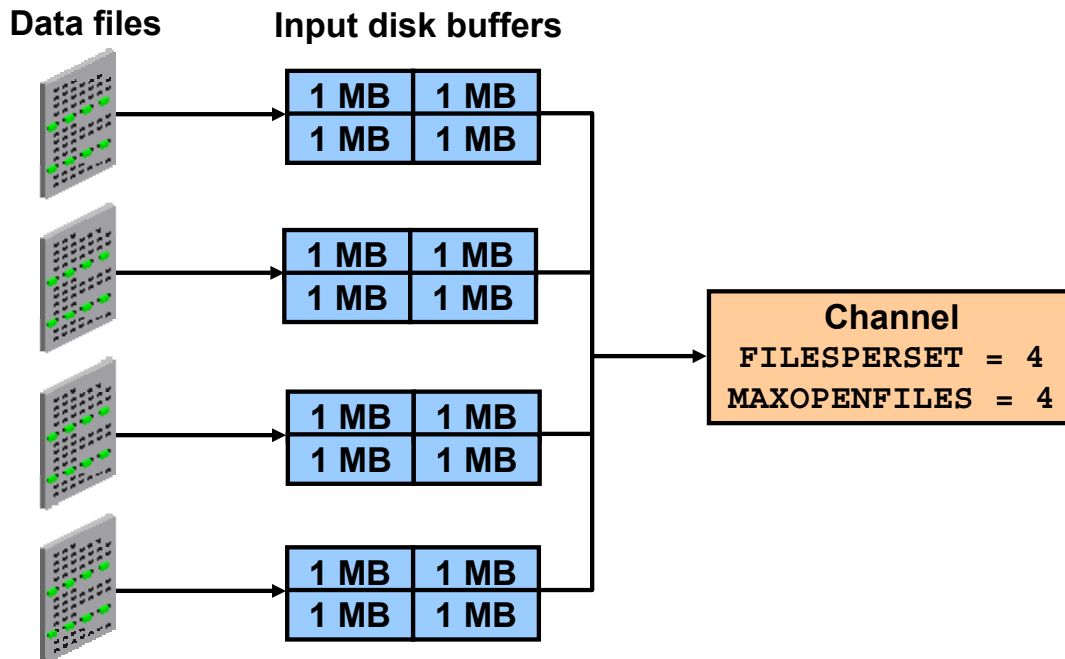 Data files
Input disk buffers
1 MB 1 MB
1 MB 1 MB
1 MB 1 MB
1 MB 1 MB
Channel
FILESPERSET = 4
MAXOPENFILES = 4
1 MB 1 MB
1 MB 1 MB
1 MB 1 MB
1 MB 1 MB